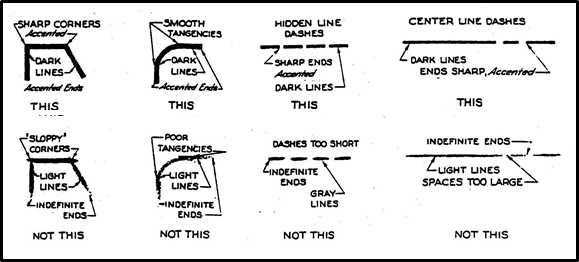 SHARP CORNERS
Accented
DARK
LINES
Accented Ends
THIS
SMOOTH
TANGENCIES
DARK
LINES
Accented Ends
THIS
HIDDEN LINE
DASHES
SHARP ENDS
Accented
DARK LINES
THIS
CENTER LINE DASHES
DARK LINES
ENDS SHARP, Accented
THIS
"SLOPPY"
CORNERS
LIGHT
LINES
INDEFINITE
ENDS
NOT THIS
POOR
TANGENCIES
LIGHT
LINES
INDEFINITE
ENDS
NOT THIS
DASHES TOO SHORT
INDEFINITE
ENDS
GRAY
LINES
NOT THIS
INDEFINITE ENDS
LIGHT LINES
SPACES TOO LARGE
NOT THIS